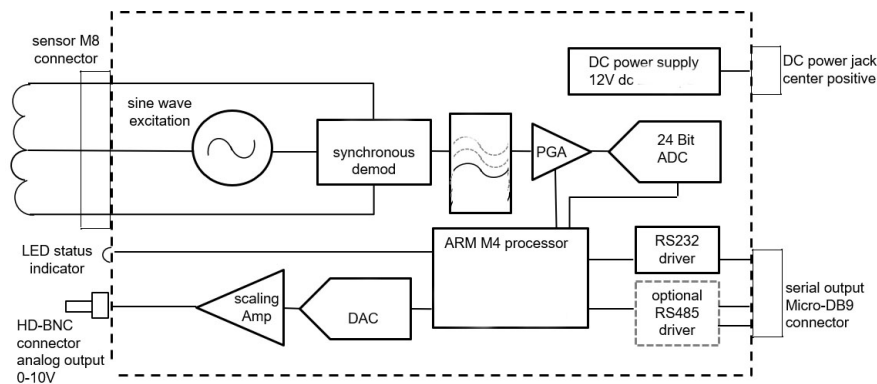 sensor M8
connector
sine wave
excitation
synchronous
demod
PGA
24 Bit
ADC
DC power supply
12V dc
DC power jack
center positive
LED status
indicator
ARM M4 processor
RS232
driver
optional
RS485
driver
serial output
Micro-DB9
connector
scaling
Amp
DAC
HD-BNC
connector
analog output
0-10V